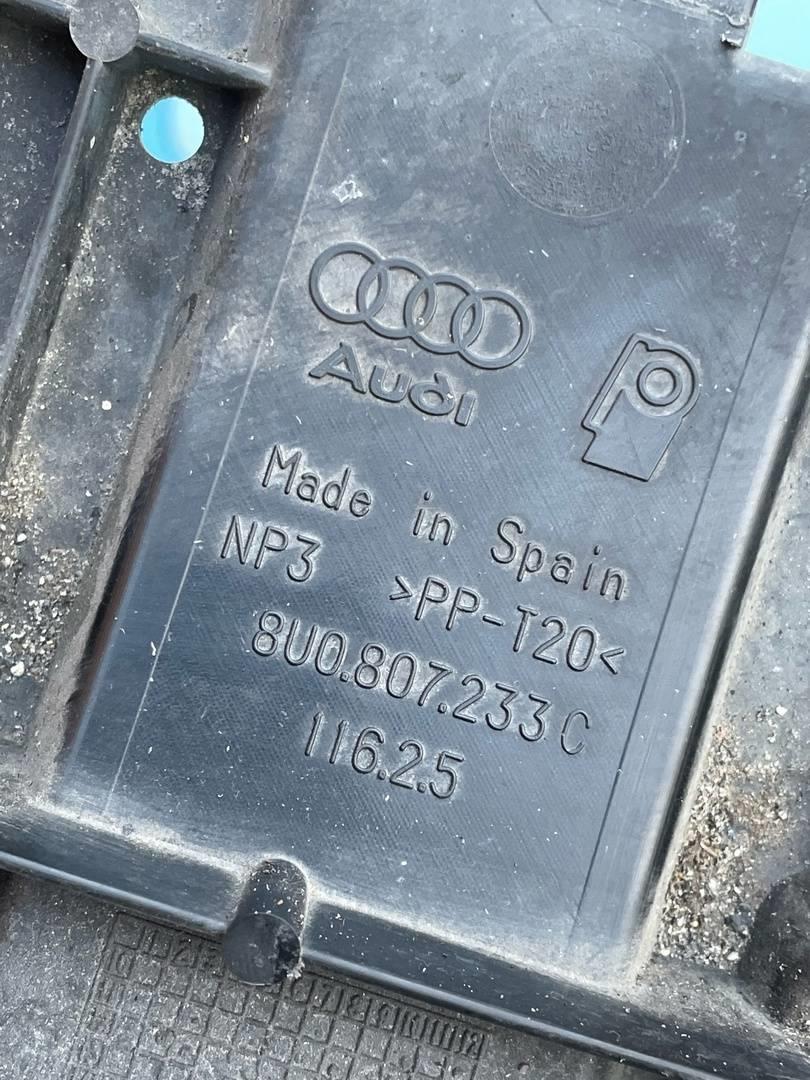 Audi
Made in Spain
NP3 >PP-T20<
8U0.807.233 C
116.2.5